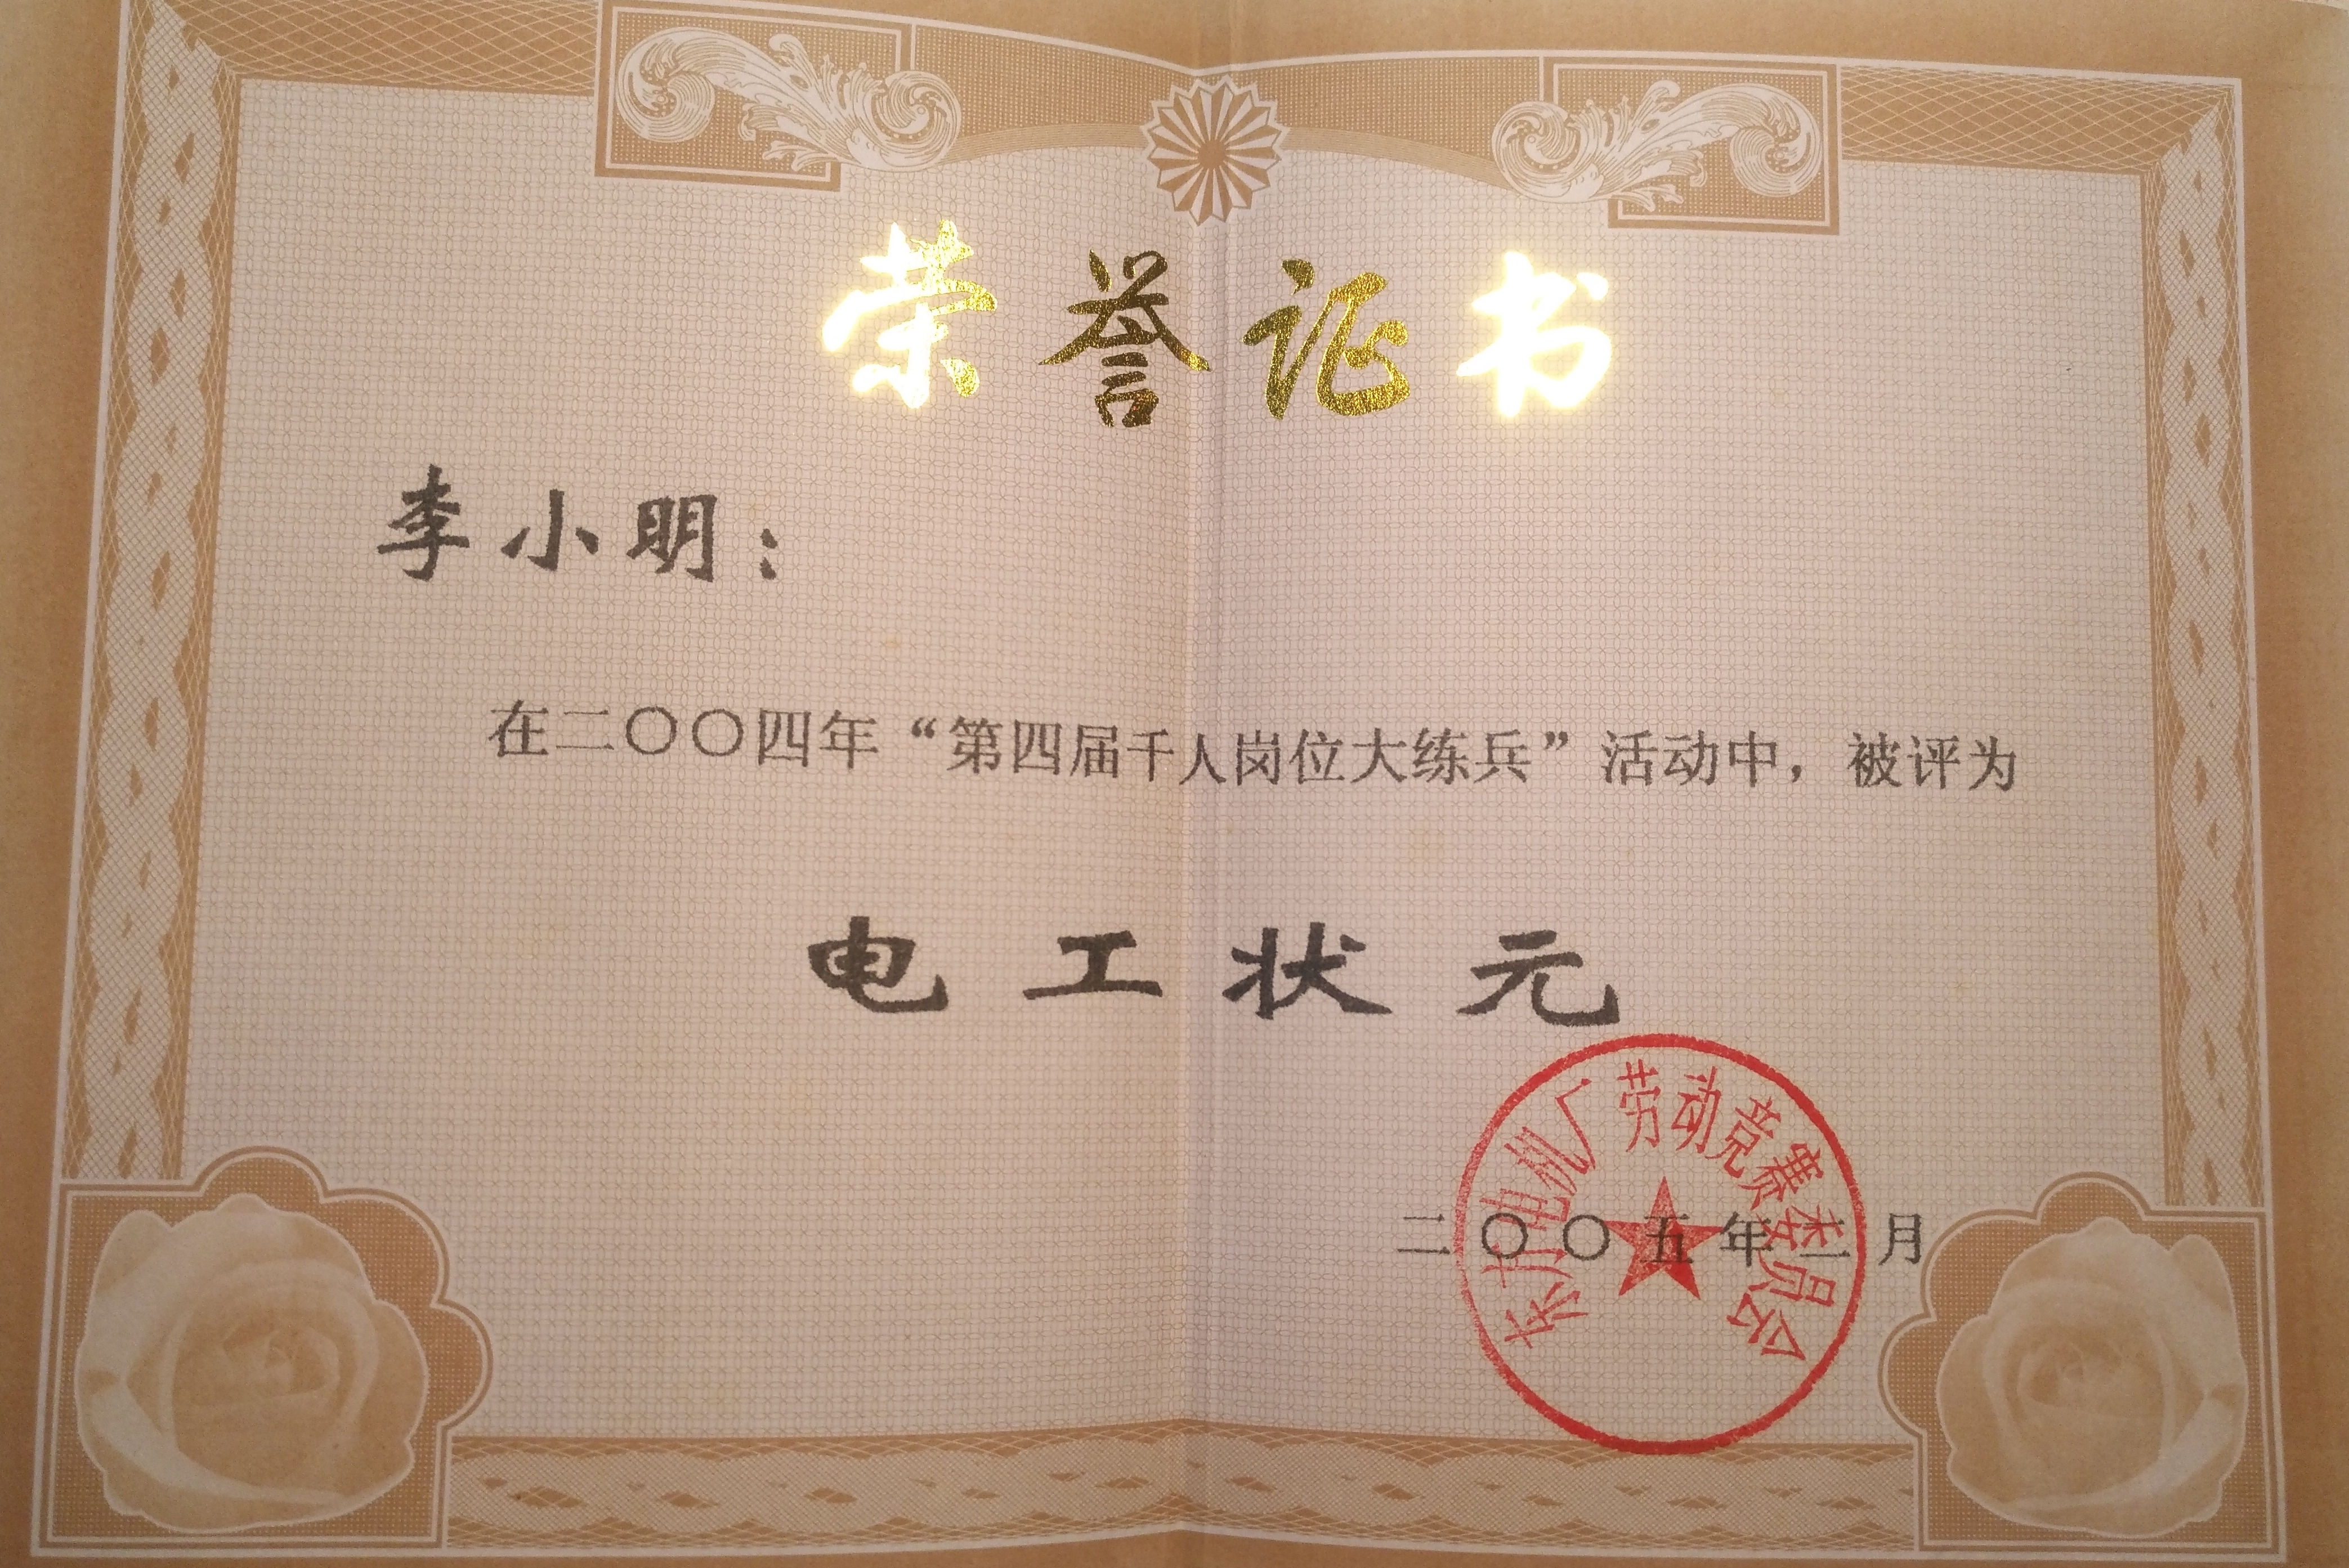 荣誉证书
李小明：
在二〇〇四年“第四届千人岗位大练兵”活动中，被评为
电工状元
东方电机厂劳动竞赛委员会
二〇〇五年二月